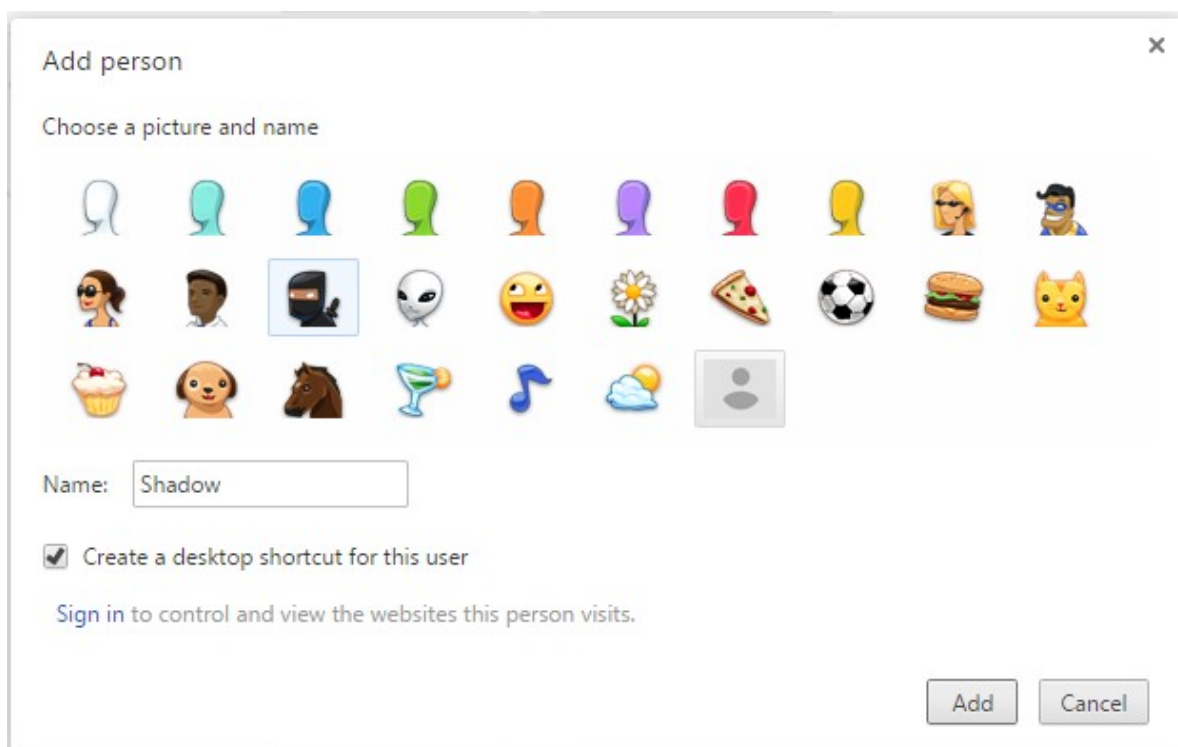 Add person
Choose a picture and name
Name: Shadow
Create a desktop shortcut for this user
Sign in to control and view the websites this person visits.
Add Cancel